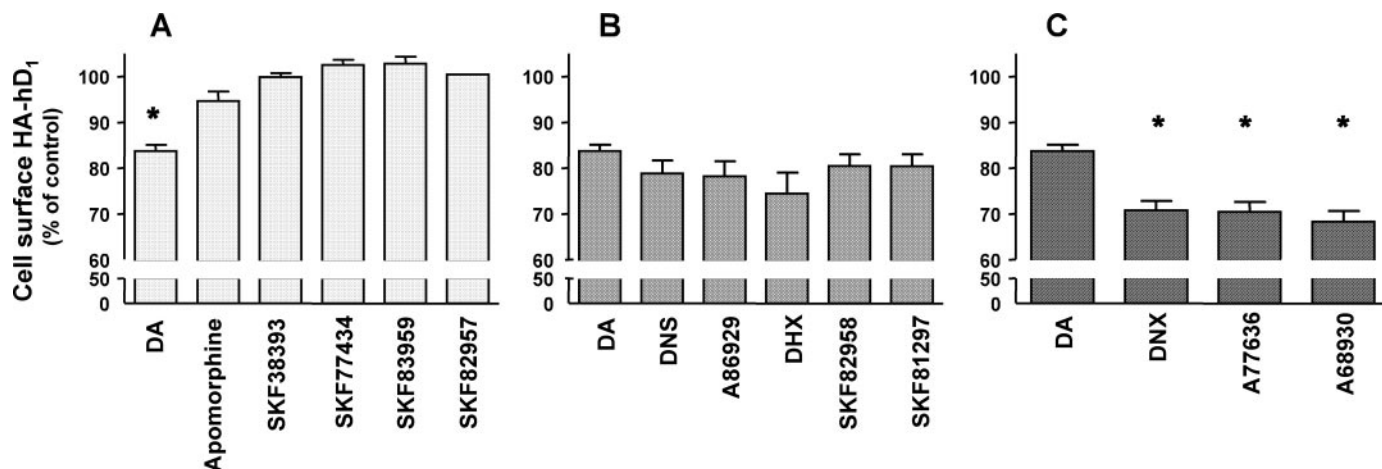 A
B
C
Cell surface HA-hD₁
(% of control)
100
90
80
70
60
50
0
*
DA
Apomorphine
SKF38393
SKF77434
SKF83959
SKF82957
100
90
80
70
60
50
0
DA
DNS
A86929
DHX
SKF82958
SKF81297
100
90
80
70
60
50
0
*
*
*
DA
DNX
A77636
A68930